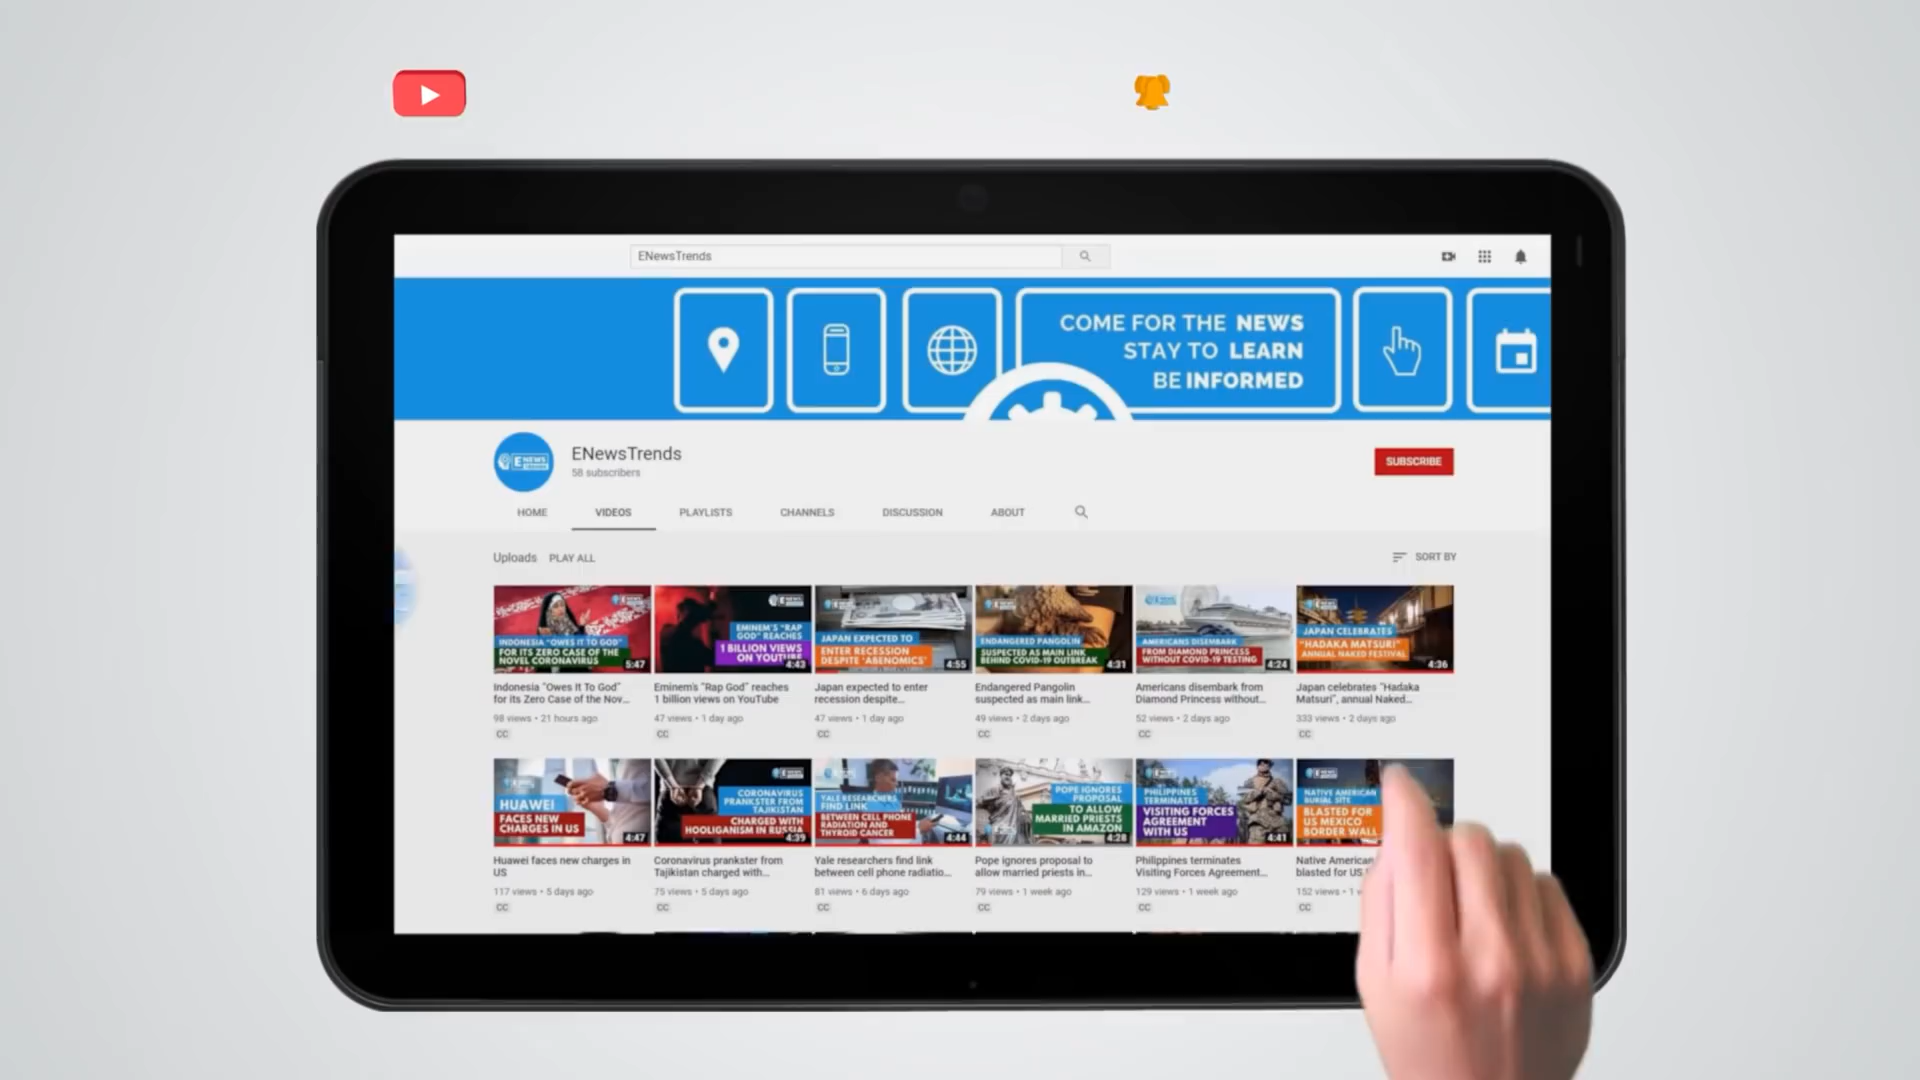 ENewsTrends
COME FOR THE NEWS
STAY TO LEARN
BE INFORMED
E NEWS
ENewsTrends
58 subscribers
SUBSCRIBE
HOME VIDEOS PLAYLISTS CHANNELS DISCUSSION ABOUT
Uploads PLAY ALL SORT BY
INDONESIA "OWES IT TO GOD"
FOR ITS ZERO CASE OF THE
NOVEL CORONAVIRUS
5:47
EMINEM'S "RAP
GOD" REACHES
1 BILLION VIEWS
ON YOUTUBE
4:43
JAPAN EXPECTED TO
ENTER RECESSION
DESPITE "ABENOMICS"
4:55
ENDANGERED PANGOLIN
SUSPECTED AS MAIN LINK
BEHIND COVID-19 OUTBREAK
4:31
AMERICANS DISEMBARK
FROM DIAMOND PRINCESS
WITHOUT COVID-19 TESTING
4:24
JAPAN CELEBRATES
"HADAKA MATSURI"
ANNUAL NAKED FESTIVAL
4:36
Indonesia "Owes It To God"
for its Zero Case of the Nov...
98 views • 21 hours ago
CC
Eminem's "Rap God" reaches
1 billion views on YouTube
47 views • 1 day ago
CC
Japan expected to enter
recession despite...
47 views • 1 day ago
CC
Endangered Pangolin
suspected as main link...
49 views • 2 days ago
CC
Americans disembark from
Diamond Princess without...
52 views • 2 days ago
CC
Japan celebrates "Hadaka
Matsuri", annual Naked...
333 views • 2 days ago
CC
HUAWEI
FACES NEW
CHARGES IN US
4:47
CORONAVIRUS
PRANKSTER FROM
TAJIKISTAN
CHARGED WITH
HOOLIGANISM IN RUSSIA
4:39
YALE RESEARCHERS
FIND LINK
BETWEEN CELL PHONE
RADIATION AND
THYROID CANCER
4:44
POPE IGNORES
PROPOSAL
TO ALLOW
MARRIED PRIESTS
IN AMAZON
4:28
PHILIPPINES
TERMINATES
VISITING FORCES
AGREEMENT
WITH US
4:41
NATIVE AMERICAN
BURIAL SITE
BLASTED FOR
US MEXICO
BORDER WALL
Huawei faces new charges in
US
117 views • 5 days ago
CC
Coronavirus prankster from
Tajikistan charged with...
75 views • 5 days ago
CC
Yale researchers find link
between cell phone radiatio...
81 views • 6 days ago
CC
Pope ignores proposal to
allow married priests in...
79 views • 1 week ago
CC
Philippines terminates
Visiting Forces Agreement...
129 views • 1 week ago
CC
Native American
blasted for US
152 views • 1 w
CC